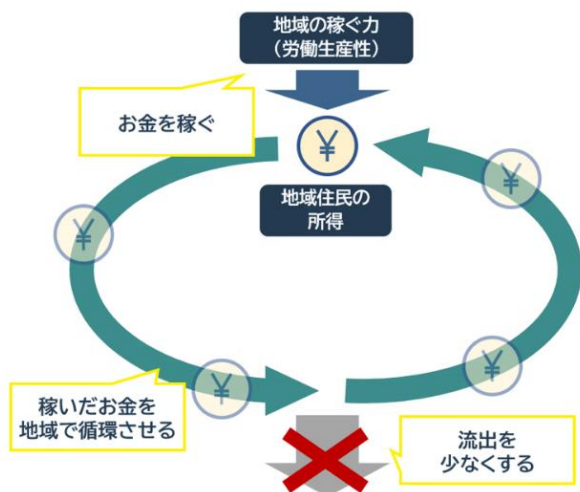 地域の稼ぐ力
（労働生産性）
お金を稼ぐ
¥
地域住民の
所得
¥
¥
¥
¥
稼いだお金を
地域で循環させる
流出を
少なくする